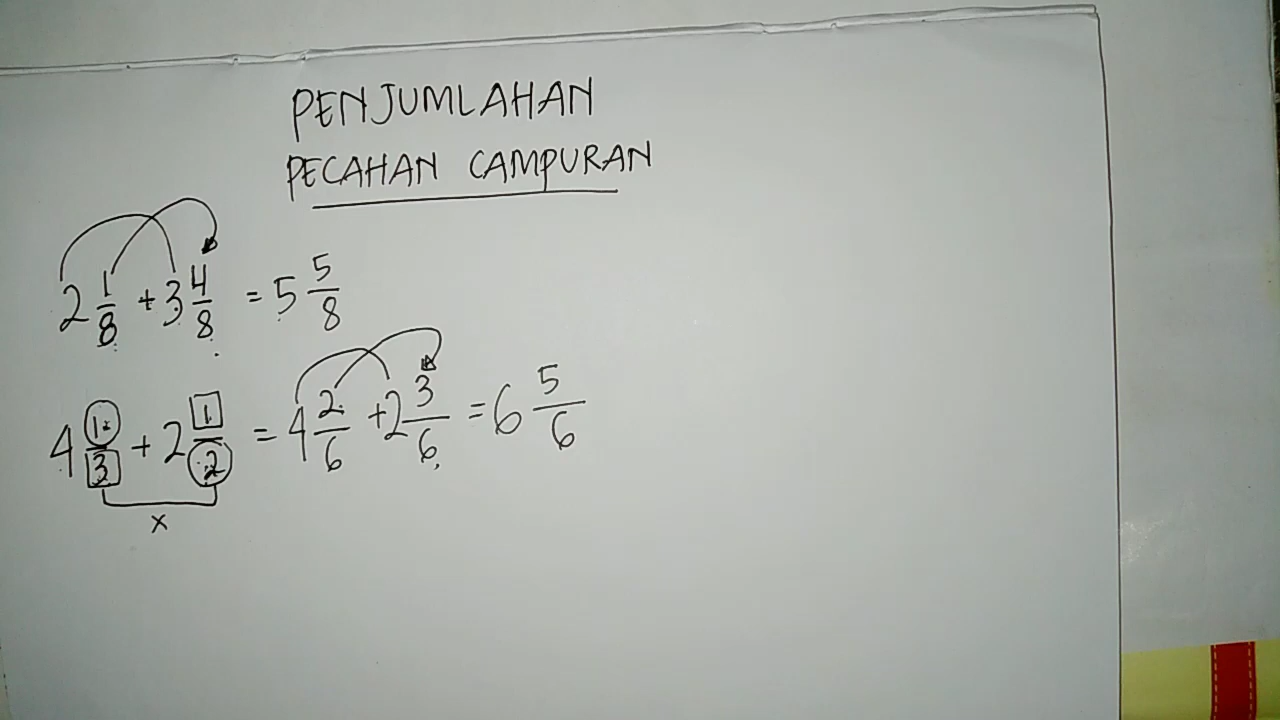 PENJUMLAHAN
PECAHAN CAMPURAN
2 1/8 + 3 4/8 = 5 5/8
4 1/3 + 2 1/2 = 4 2/6 + 2 3/6 = 6 5/6
x